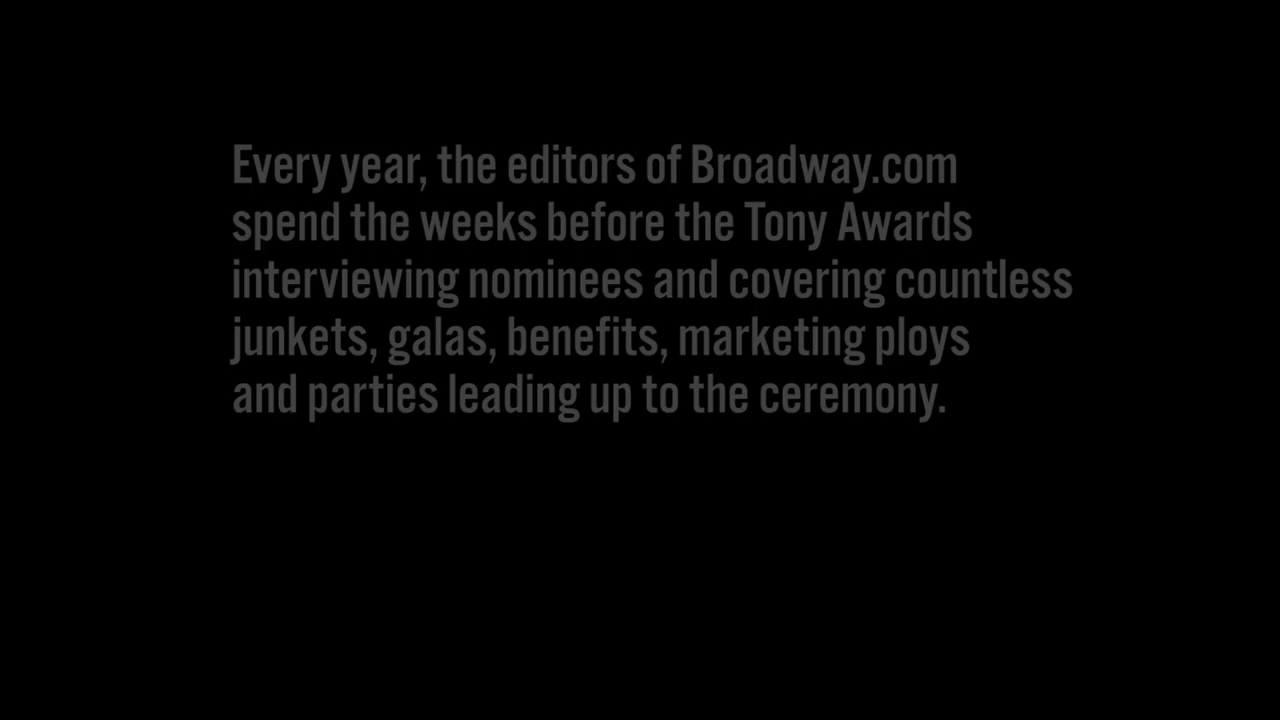 Every year, the editors of Broadway.com
spend the weeks before the Tony Awards
interviewing nominees and covering countless
junkets, galas, benefits, marketing ploys
and parties leading up to the ceremony.